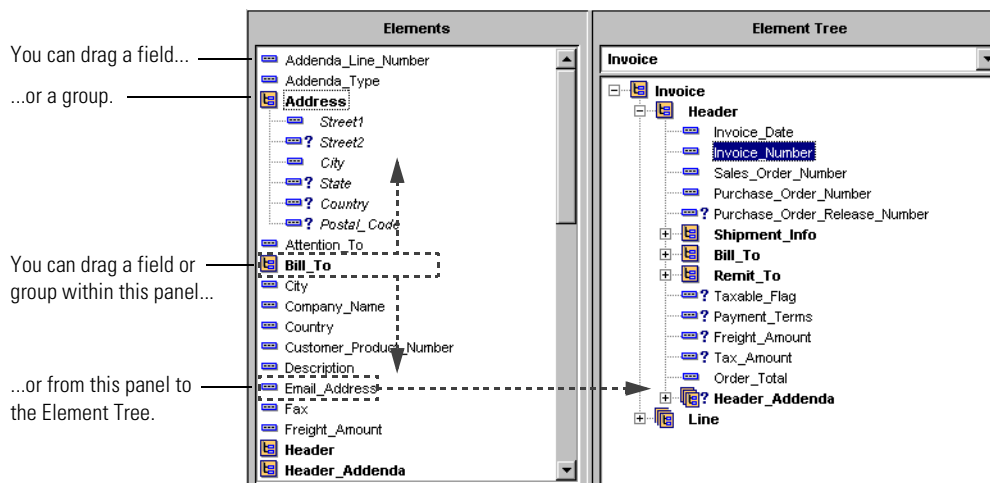 You can drag a field...
...or a group.
You can drag a field or
group within this panel...
...or from this panel to
the Element Tree.
Elements
Addenda_Line_Number
Addenda_Type
Address
Street1
? Street2
City
? State
? Country
? Postal_Code
Attention_To
Bill_To
City
Company_Name
Country
Customer_Product_Number
Description
Email_Address
Fax
Freight_Amount
Header
Header_Addenda
Element Tree
Invoice
Invoice
Header
Invoice_Date
Invoice_Number
Sales_Order_Number
Purchase_Order_Number
? Purchase_Order_Release_Number
Shipment_Info
Bill_To
Remit_To
? Taxable_Flag
? Payment_Terms
? Freight_Amount
? Tax_Amount
Order_Total
? Header_Addenda
Line